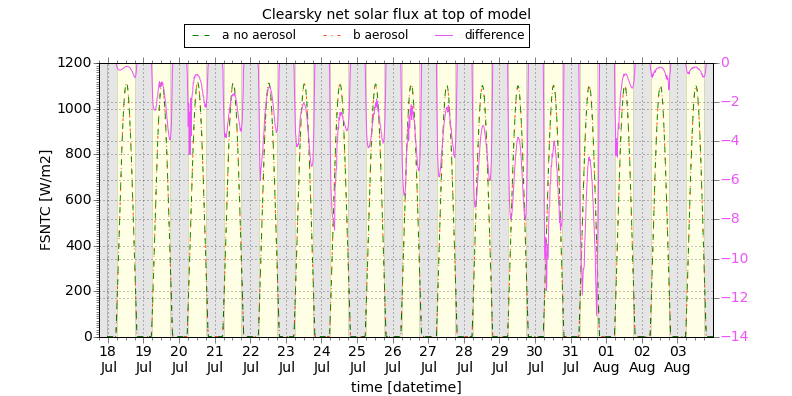 Clearsky net solar flux at top of model
a no aerosol b aerosol difference
1200
1000
800
600
400
200
0
FSNTC [W/m2]
0
−2
−4
−6
−8
−10
−12
−14
18 19 20 21 22 23 24 25 26 27 28 29 30 31 01 02 03
Jul Jul Jul Jul Jul Jul Jul Jul Jul Jul Jul Jul Jul Jul Aug Aug Aug
time [datetime]